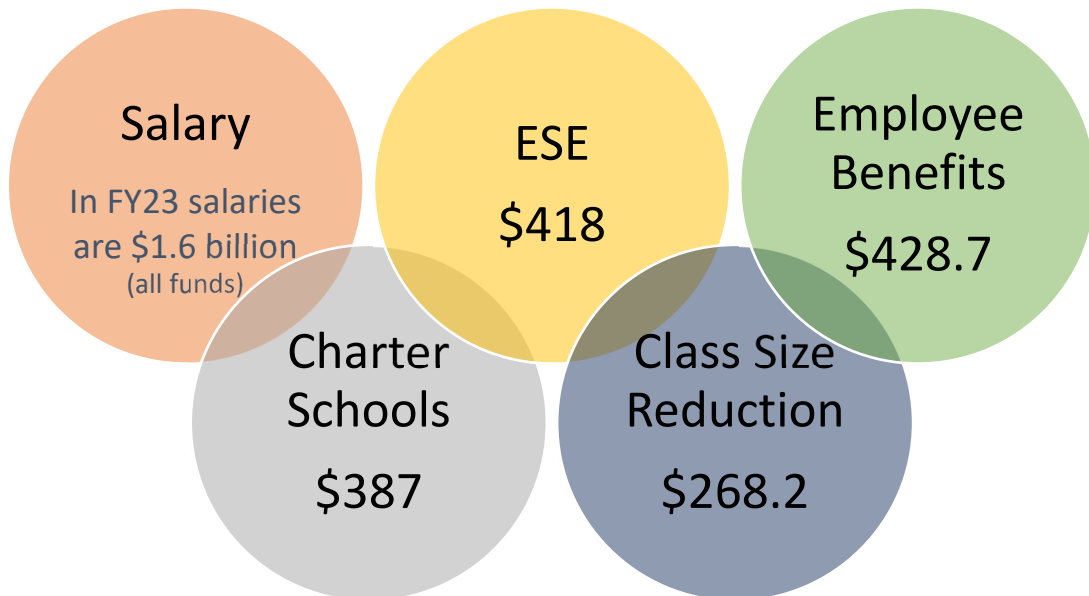 Salary
In FY23 salaries
are $1.6 billion
(all funds)
ESE
$418
Employee
Benefits
$428.7
Charter
Schools
$387
Class Size
Reduction
$268.2